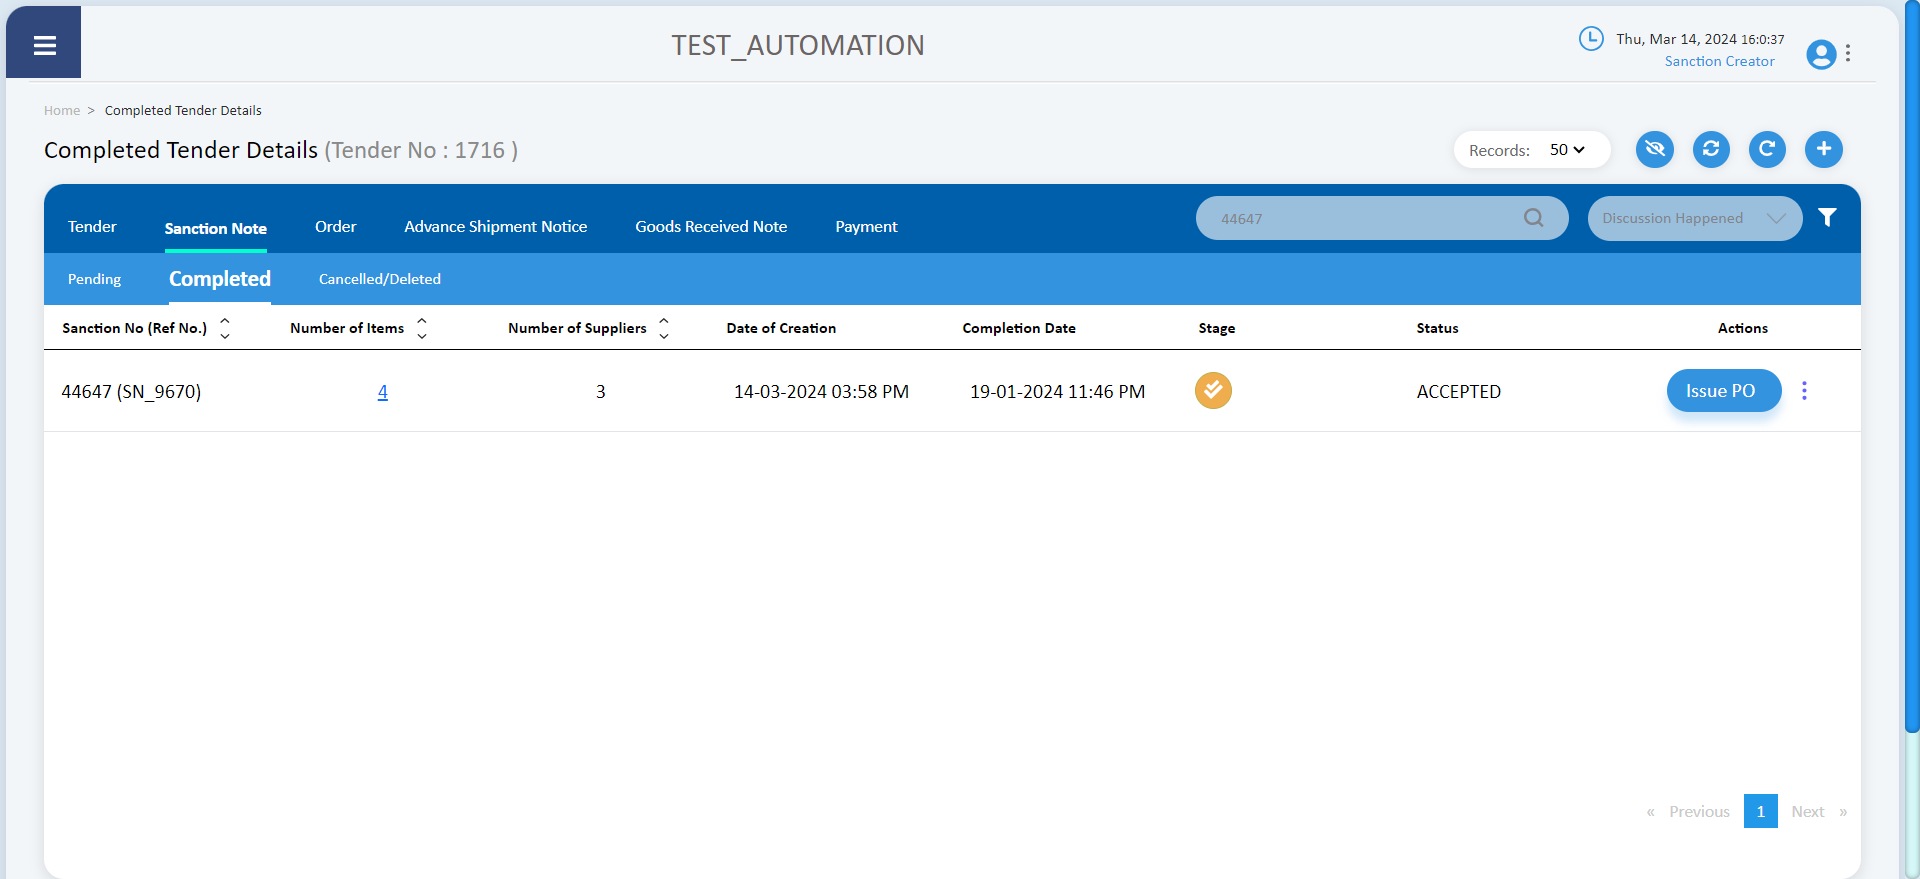 TEST_AUTOMATION
Thu, Mar 14, 2024 16:0:37
Sanction Creator
Home > Completed Tender Details
Completed Tender Details (Tender No : 1716 )
Records: 50
Tender Sanction Note Order Advance Shipment Notice Goods Received Note Payment 44647 Discussion Happened
Pending Completed Cancelled/Deleted
Sanction No (Ref No.) Number of Items Number of Suppliers Date of Creation Completion Date Stage Status Actions
44647 (SN_9670) 4 3 14-03-2024 03:58 PM 19-01-2024 11:46 PM ACCEPTED Issue PO
« Previous 1 Next »